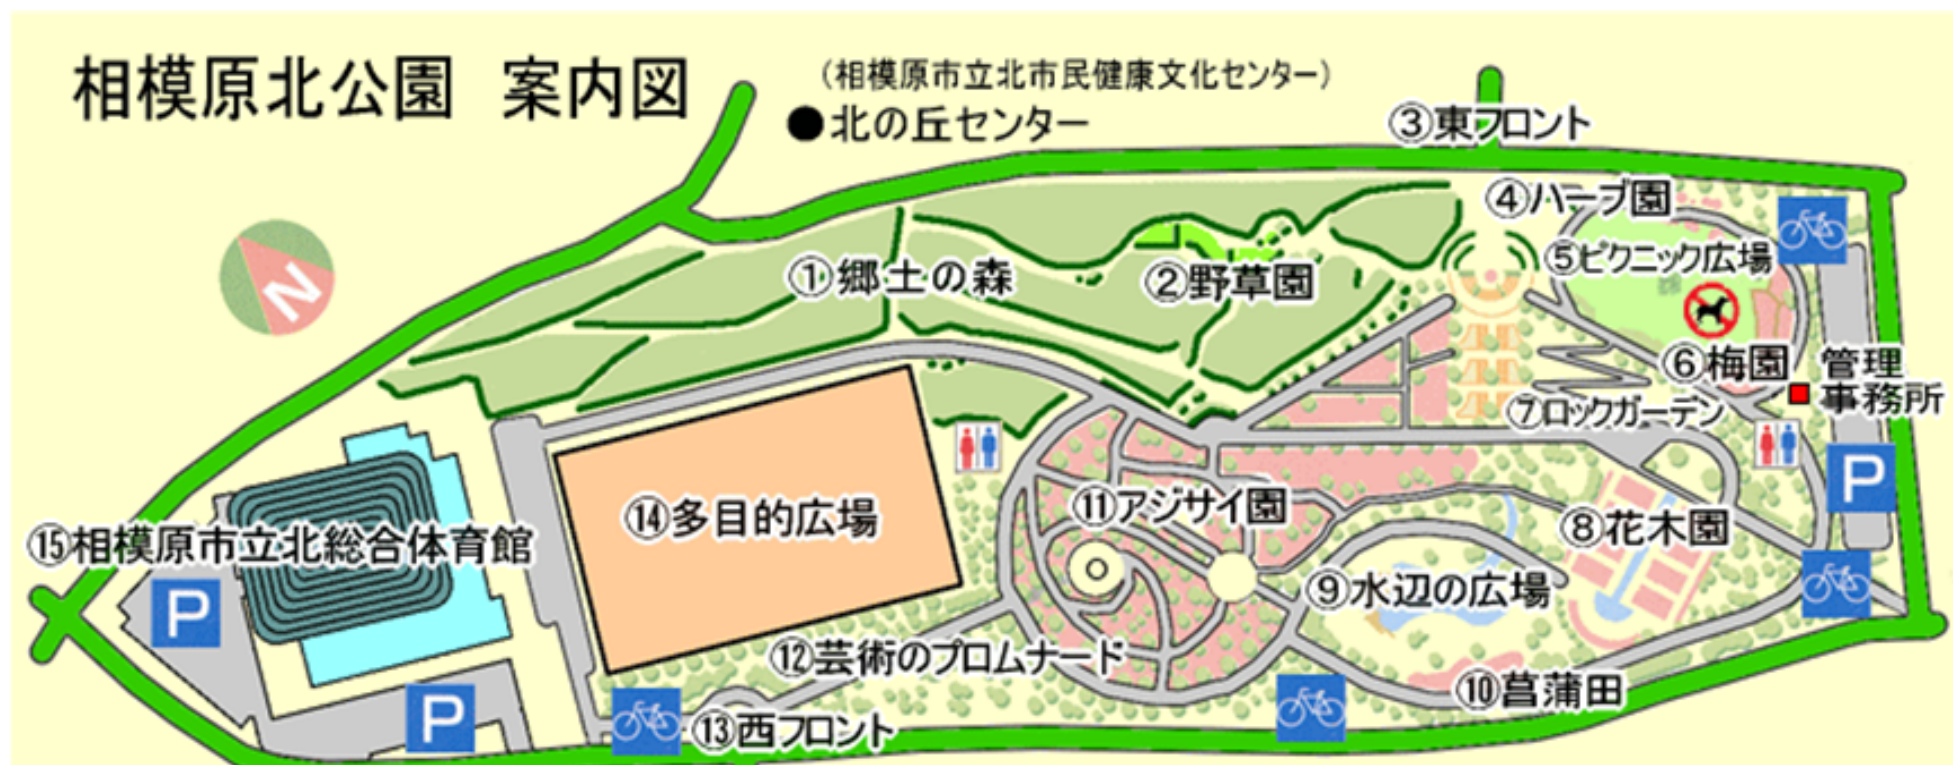 相模原北公園 案内図
（相模原市立北市民健康文化センター）
●北の丘センター
③東フロント
④ハーブ園
⑤ピクニック広場
①郷土の森
②野草園
N
⑥梅園
管理
事務所
⑦ロックガーデン
P
⑪アジサイ園
⑭多目的広場
⑧花木園
⑮相模原市立北総合体育館
⑨水辺の広場
P
⑫芸術のプロムナード
⑩菖蒲田
P
⑬西フロント